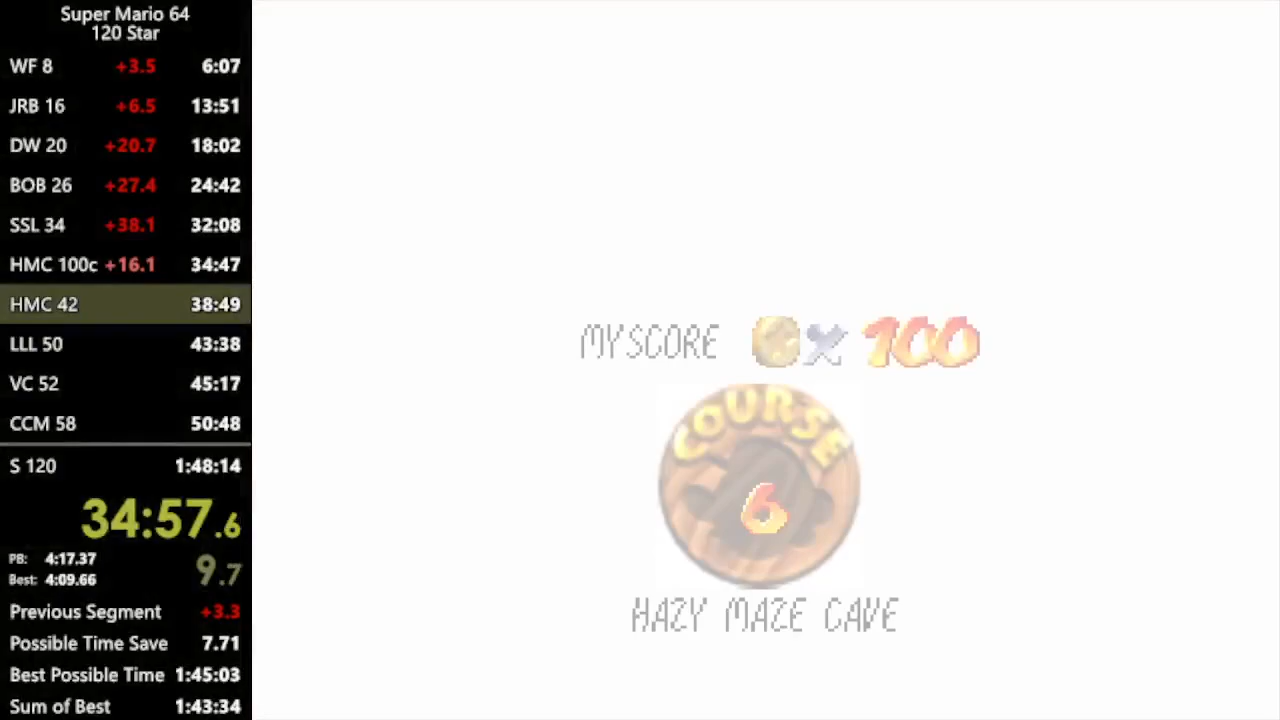 Super Mario 64
120 Star
WF 8 +3.5 6:07
JRB 16 +6.5 13:51
DW 20 +20.7 18:02
BOB 26 +27.4 24:42
SSL 34 +38.1 32:08
HMC 100c +16.1 34:47
HMC 42 38:49
LLL 50 43:38
VC 52 45:17
CCM 58 50:48
S 120 1:48:14
34:57.6
PB: 4:17.37
Best: 4:09.66
9.7
Previous Segment +3.3
Possible Time Save 7.71
Best Possible Time 1:45:03
Sum of Best 1:43:34
MY SCORE × 100
COURSE
6
HAZY MAZE CAVE